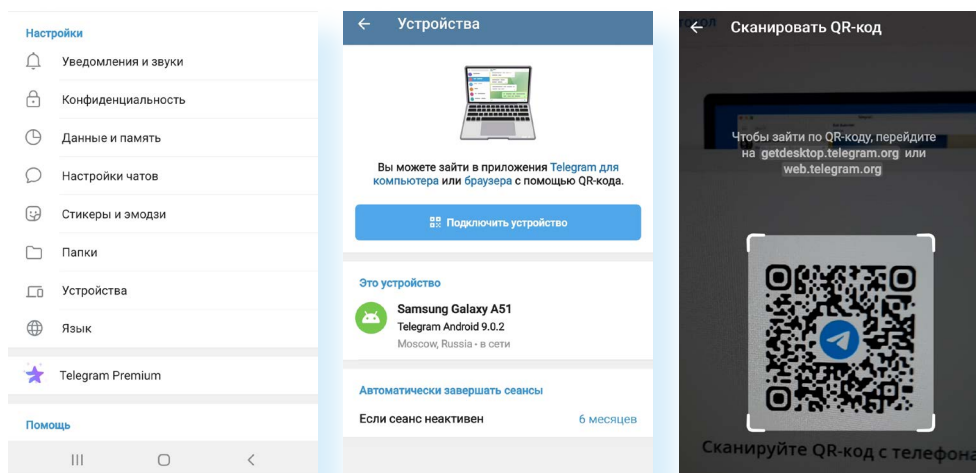 Настройки
Уведомления и звуки
Конфиденциальность
Данные и память
Настройки чатов
Стикеры и эмодзи
Папки
Устройства
Язык
Telegram Premium
Помощь
Устройства
Вы можете зайти в приложения Telegram для
компьютера или браузера с помощью QR-кода.
Подключить устройство
Это устройство
Samsung Galaxy A51
Telegram Android 9.0.2
Moscow, Russia • в сети
Автоматически завершать сеансы
Если сеанс неактивен
6 месяцев
Сканировать QR-код
Чтобы зайти по QR-коду, перейдите
на getdesktop.telegram.org или
web.telegram.org
Сканируйте QR-код с телефона